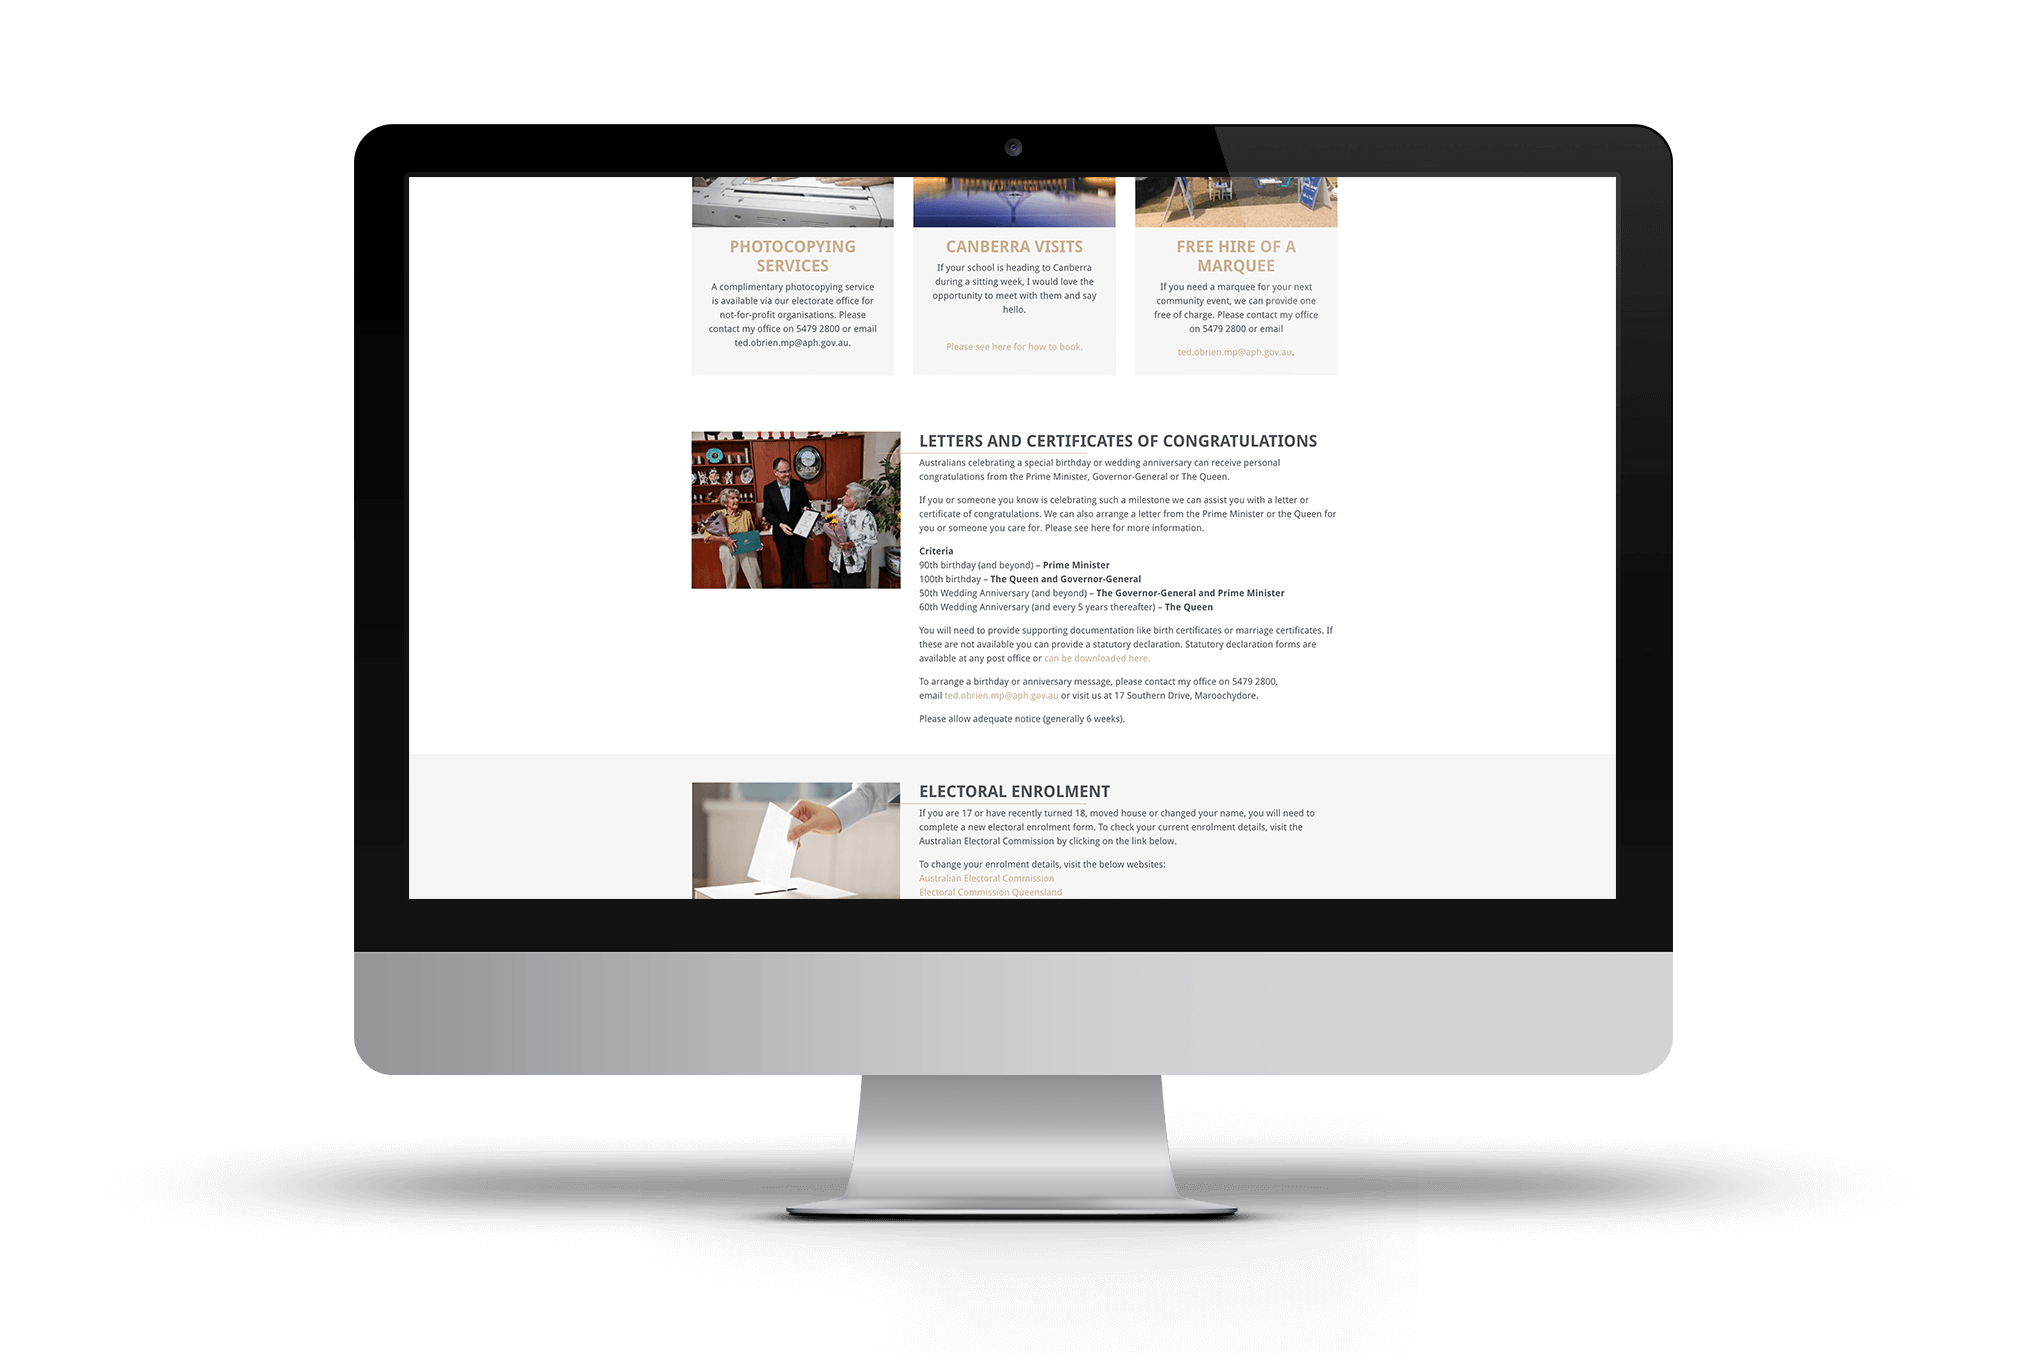 PHOTOCOPYING
SERVICES
A complimentary photocopying service
is available via our electorate office for
not-for-profit organisations. Please
contact my office on 5479 2800 or email
ted.obrien.mp@aph.gov.au.
CANBERRA VISITS
If your school is heading to Canberra
during a sitting week, I would love the
opportunity to meet with them and say
hello.
Please see here for how to book.
FREE HIRE OF A
MARQUEE
If you need a marquee for your next
community event, we can provide one
free of charge. Please contact my office
on 5479 2800 or email
ted.obrien.mp@aph.gov.au.
LETTERS AND CERTIFICATES OF CONGRATULATIONS
Australians celebrating a special birthday or wedding anniversary can receive personal
congratulations from the Prime Minister, Governor-General or The Queen.
If you or someone you know is celebrating such a milestone we can assist you with a letter or
certificate of congratulations. We can also arrange a letter from the Prime Minister or the Queen for
you or someone you care for. Please see here for more information.
Criteria
90th birthday (and beyond) – Prime Minister
100th birthday – The Queen and Governor-General
50th Wedding Anniversary (and beyond) – The Governor-General and Prime Minister
60th Wedding Anniversary (and every 5 years thereafter) – The Queen
You will need to provide supporting documentation like birth certificates or marriage certificates. If
these are not available you can provide a statutory declaration. Statutory declaration forms are
available at any post office or can be downloaded here.
To arrange a birthday or anniversary message, please contact my office on 5479 2800,
email ted.obrien.mp@aph.gov.au or visit us at 17 Southern Drive, Maroochydore.
Please allow adequate notice (generally 6 weeks).
ELECTORAL ENROLMENT
If you are 17 or have recently turned 18, moved house or changed your name, you will need to
complete a new electoral enrolment form. To check your current enrolment details, visit the
Australian Electoral Commission by clicking on the link below.
To change your enrolment details, visit the below websites:
Australian Electoral Commission
Electoral Commission Queensland